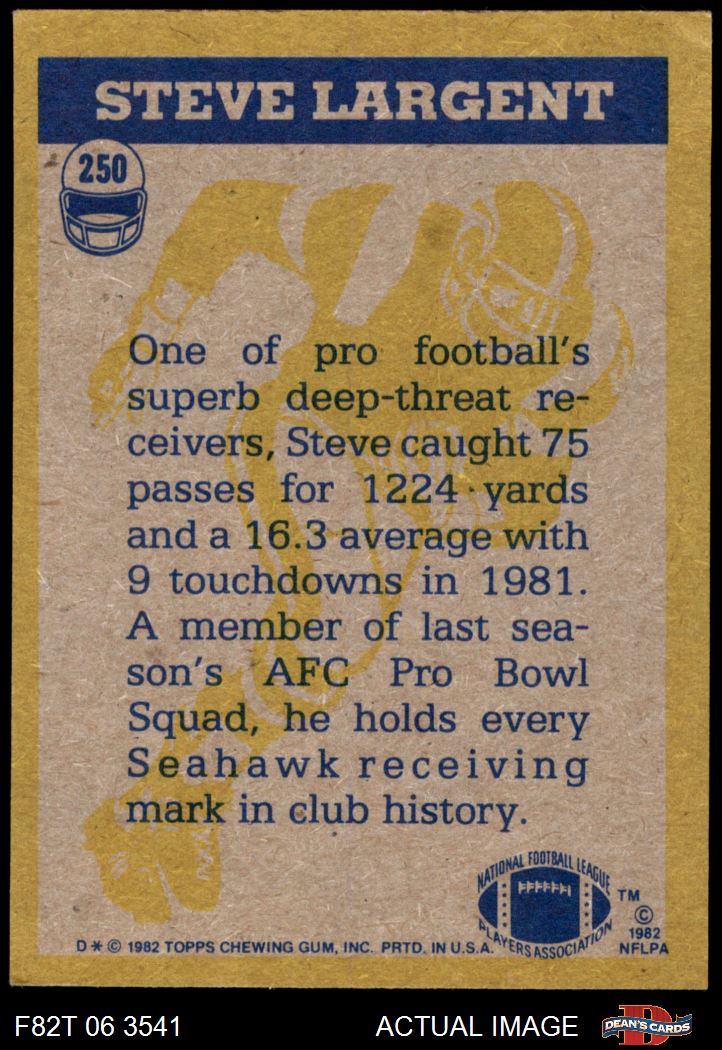 STEVE LARGENT
250
One of pro football's
superb deep-threat re-
ceivers, Steve caught 75
passes for 1224 yards
and a 16.3 average with
9 touchdowns in 1981.
A member of last sea-
son's AFC Pro Bowl
Squad, he holds every
Seahawk receiving
mark in club history.
NATIONAL FOOTBALL LEAGUE
PLAYERS ASSOCIATION
TM
©
1982
NFLPA
D * © 1982 TOPPS CHEWING GUM, INC. PRTD. IN U.S.A.
F82T 06 3541
ACTUAL IMAGE
D
DEAN'S CARDS